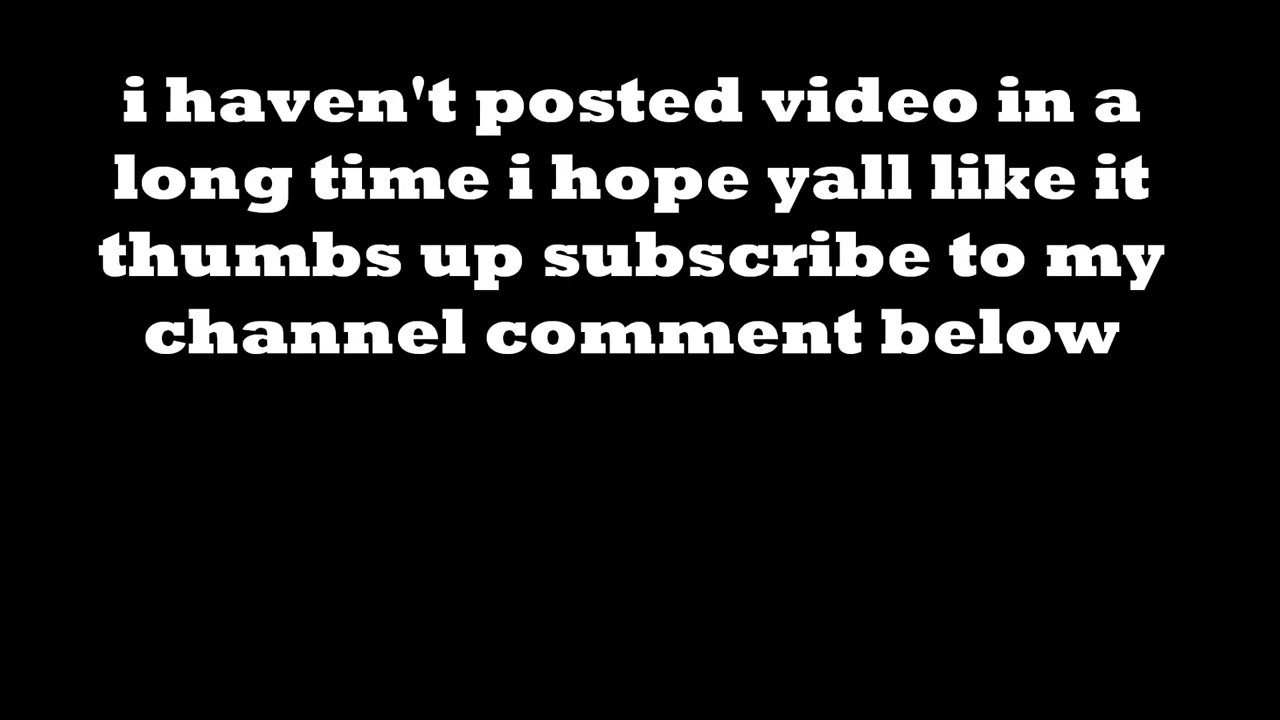 i haven't posted video in a
long time i hope yall like it
thumbs up subscribe to my
channel comment below